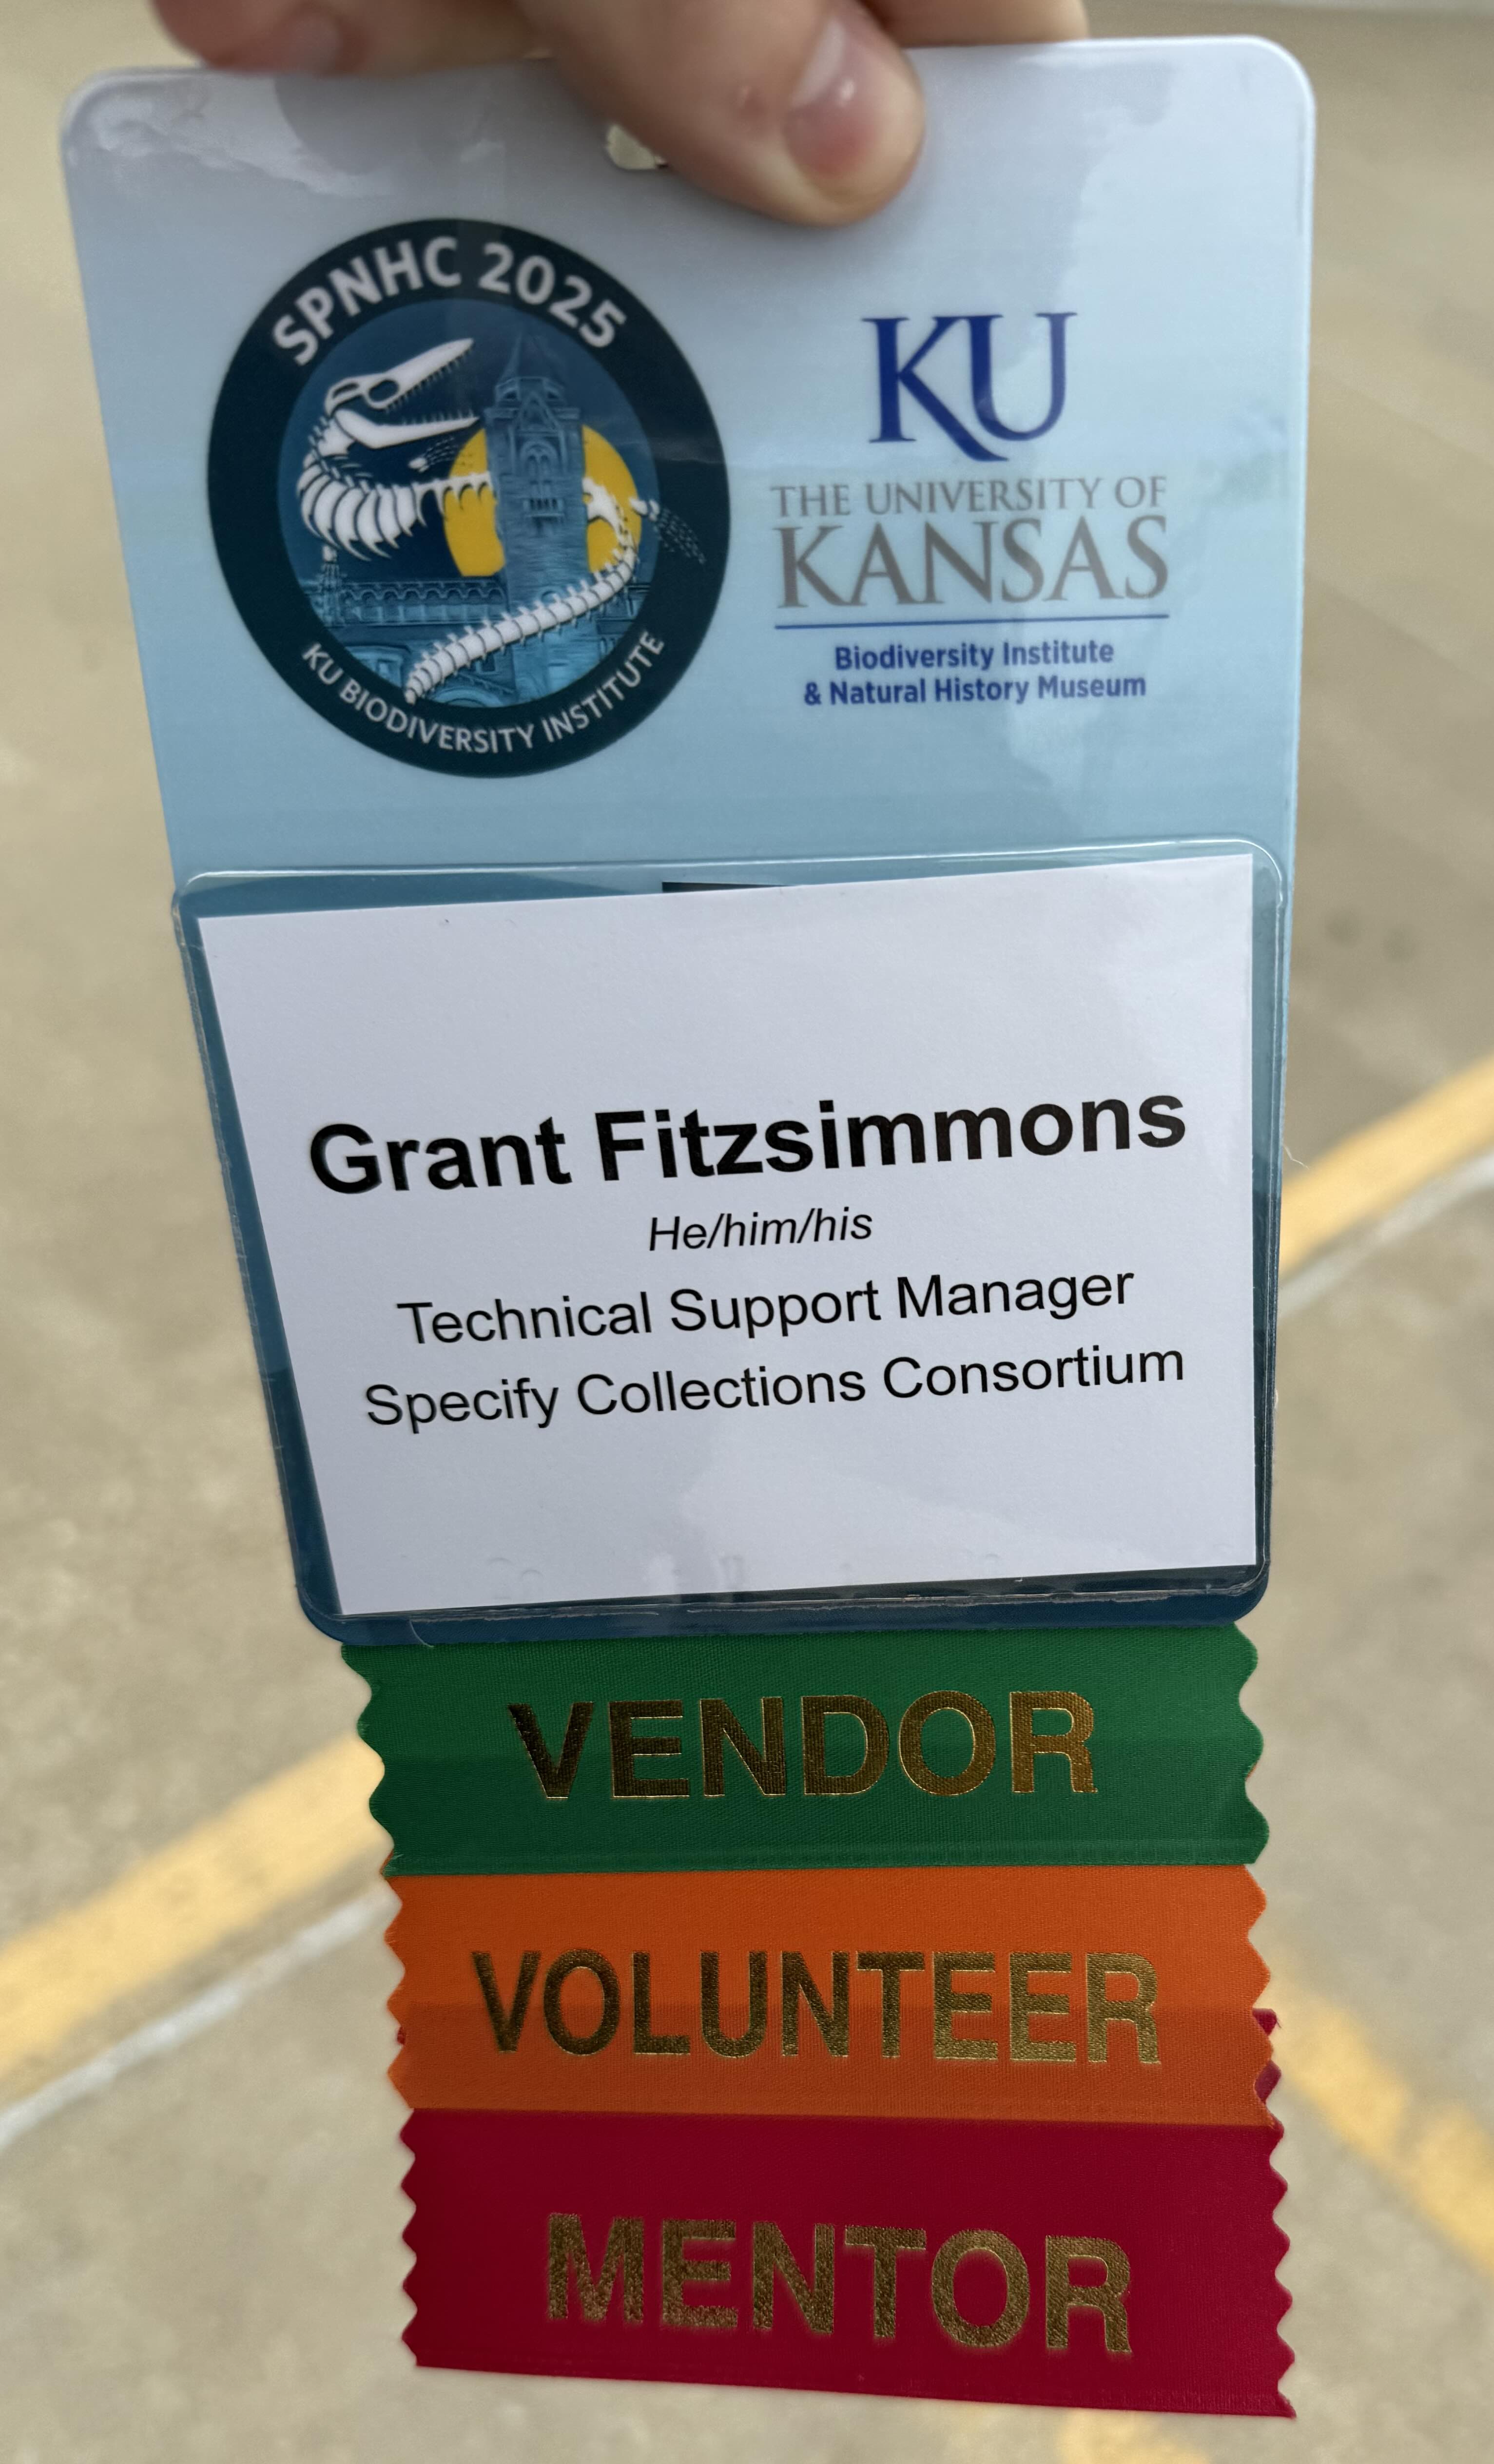 SPNHC 2025
KU BIODIVERSITY INSTITUTE
KU
THE UNIVERSITY OF
KANSAS
Biodiversity Institute
& Natural History Museum
Grant Fitzsimmons
He/him/his
Technical Support Manager
Specify Collections Consortium
VENDOR
VOLUNTEER
MENTOR